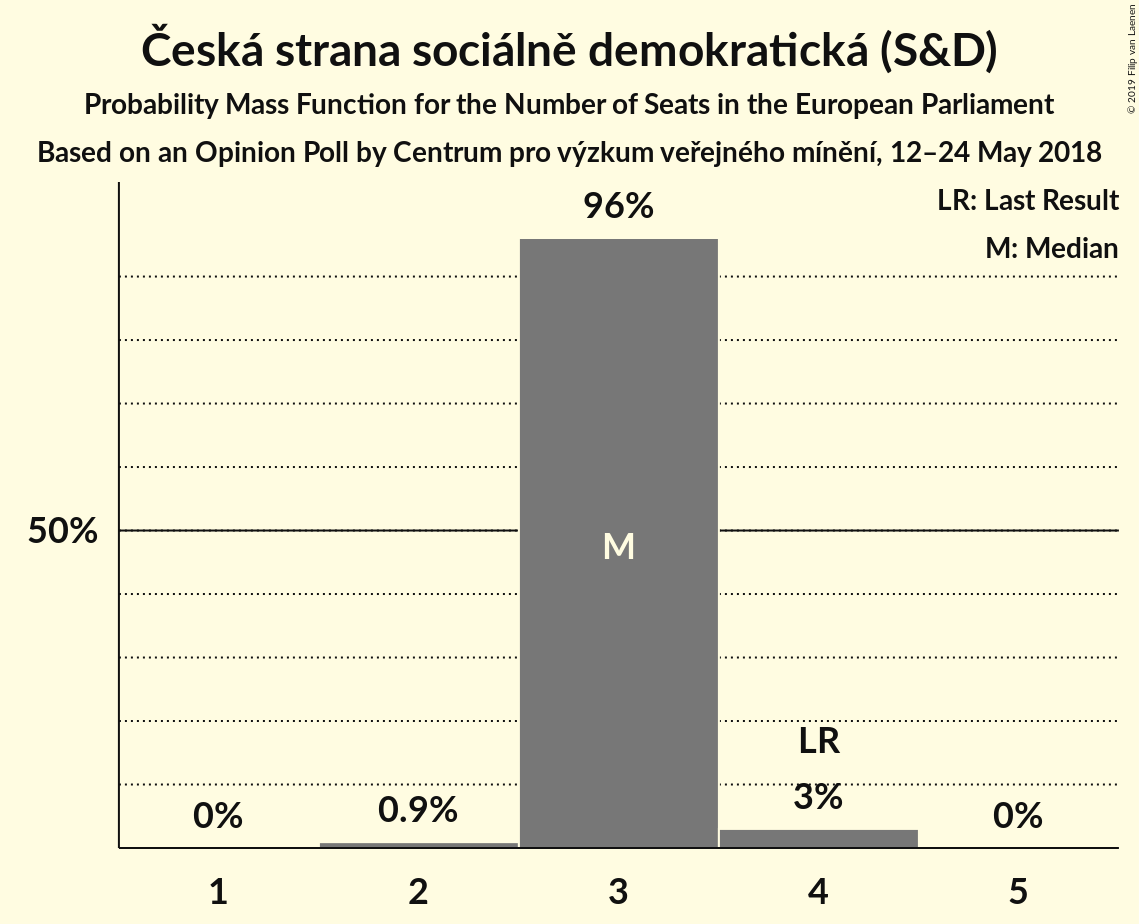 Česká strana sociálně demokratická (S&D)
Probability Mass Function for the Number of Seats in the European Parliament
Based on an Opinion Poll by Centrum pro výzkum veřejného mínění, 12–24 May 2018
© 2019 Filip van Laenen
LR: Last Result
M: Median
96%
50%
M
LR
3%
0.9%
0%
0%
1 2 3 4 5